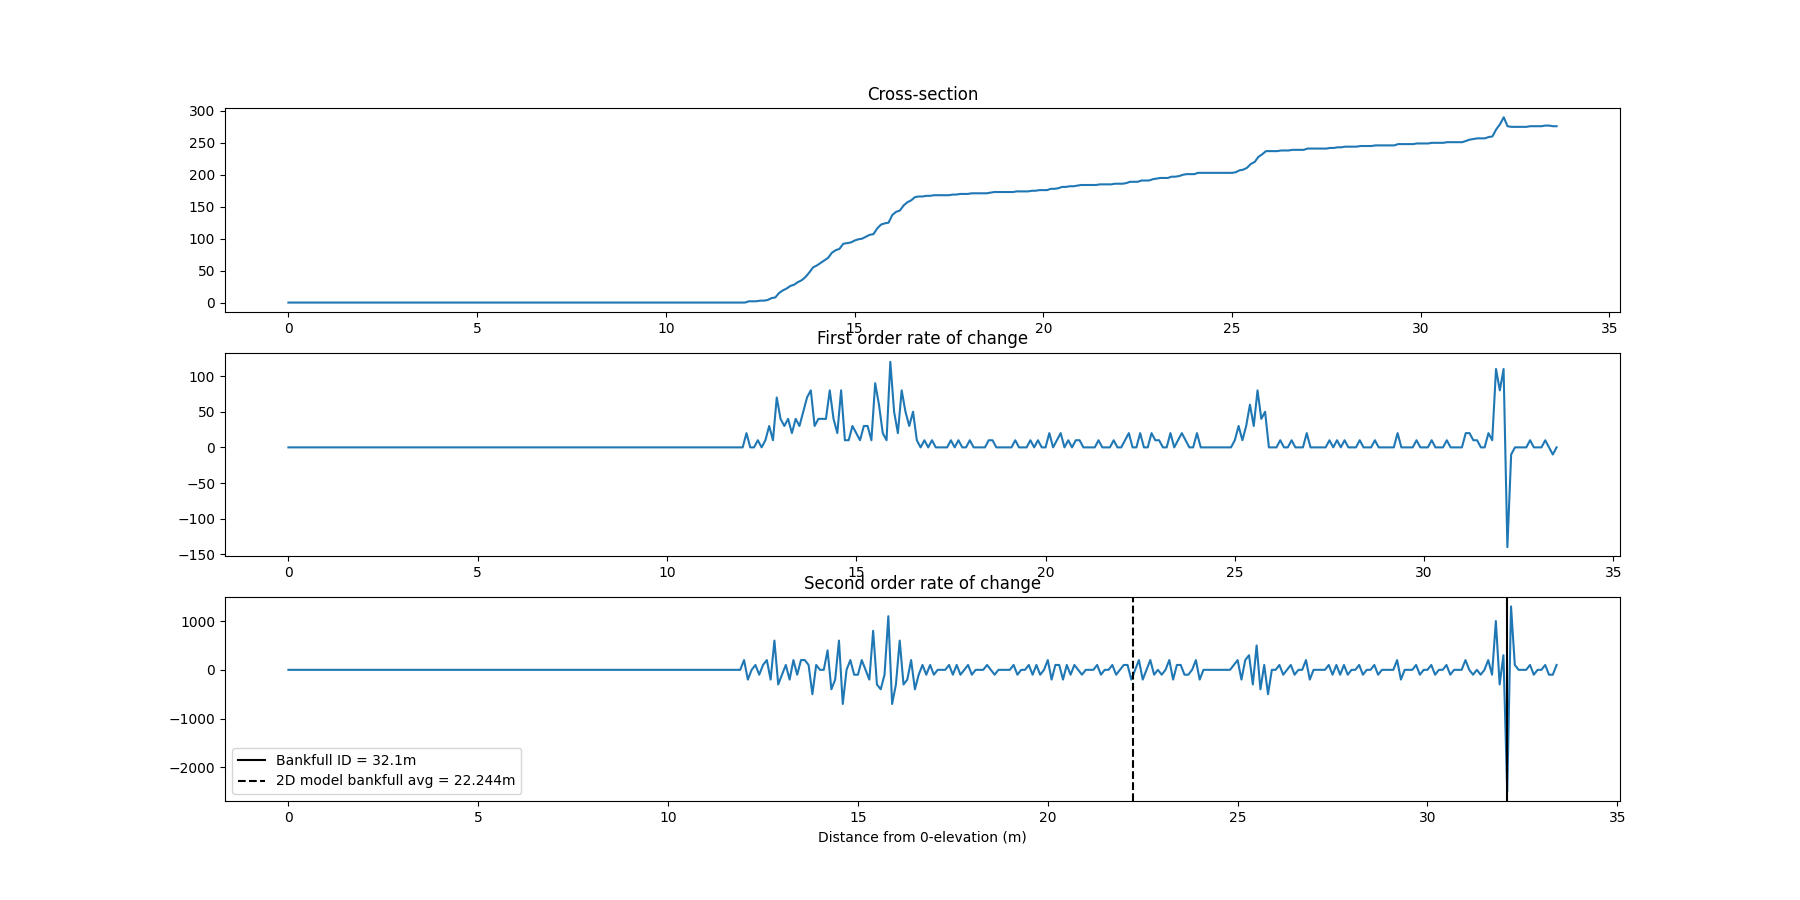 Cross-section
300
250
200
150
100
50
0
0 5 10 15 20 25 30 35
First order rate of change
100
50
0
−50
−100
−150
0 5 10 15 20 25 30 35
Second order rate of change
1000
0
−1000
−2000
Bankfull ID = 32.1m
2D model bankfull avg = 22.244m
0 5 10 15 20 25 30 35
Distance from 0-elevation (m)